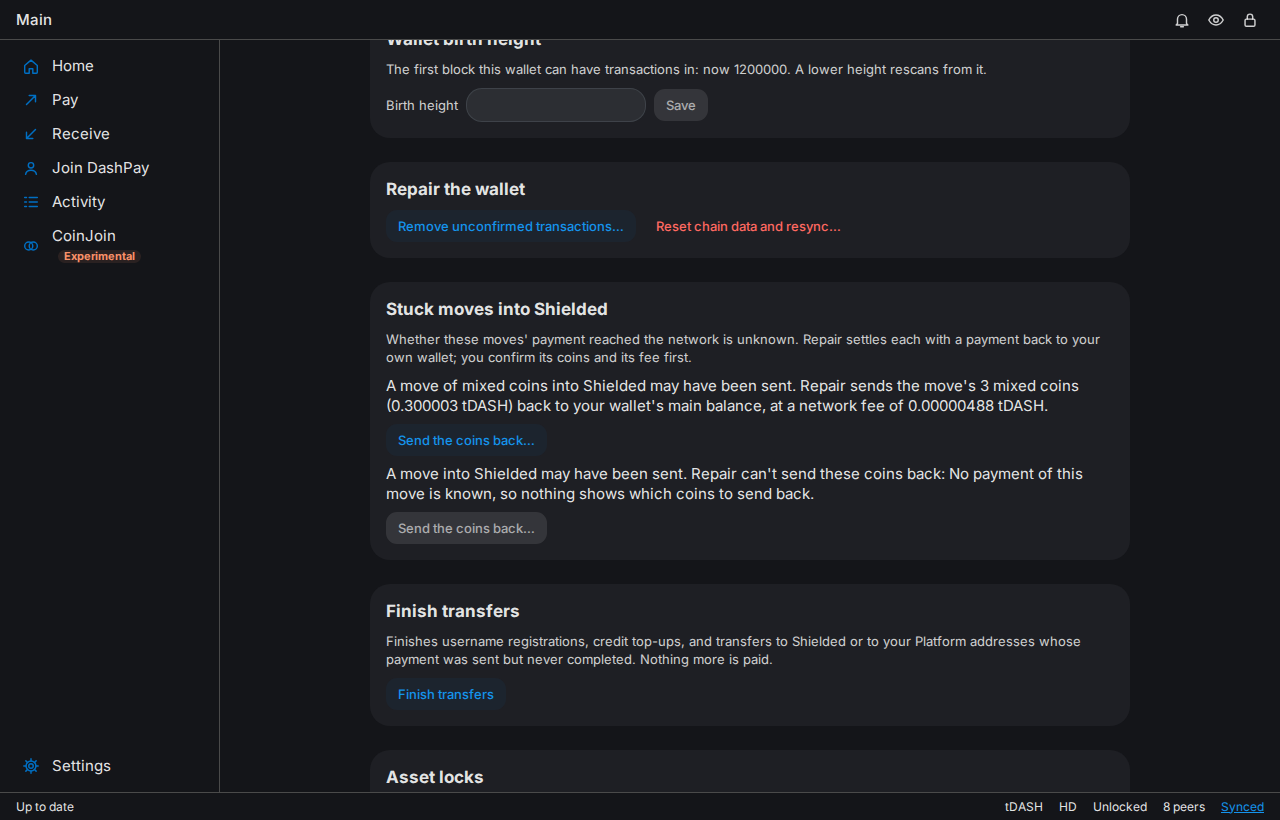 Main
Home
Pay
Receive
Join DashPay
Activity
CoinJoin
Experimental
Settings
Wallet birth height
The first block this wallet can have transactions in: now 1200000. A lower height rescans from it.
Birth height
Save
Repair the wallet
Remove unconfirmed transactions...
Reset chain data and resync...
Stuck moves into Shielded
Whether these moves' payment reached the network is unknown. Repair settles each with a payment back to your
own wallet; you confirm its coins and its fee first.
A move of mixed coins into Shielded may have been sent. Repair sends the move's 3 mixed coins
(0.300003 tDASH) back to your wallet's main balance, at a network fee of 0.00000488 tDASH.
Send the coins back...
A move into Shielded may have been sent. Repair can't send these coins back: No payment of this
move is known, so nothing shows which coins to send back.
Send the coins back...
Finish transfers
Finishes username registrations, credit top-ups, and transfers to Shielded or to your Platform addresses whose
payment was sent but never completed. Nothing more is paid.
Finish transfers
Asset locks
Up to date
tDASH
HD
Unlocked
8 peers
Synced